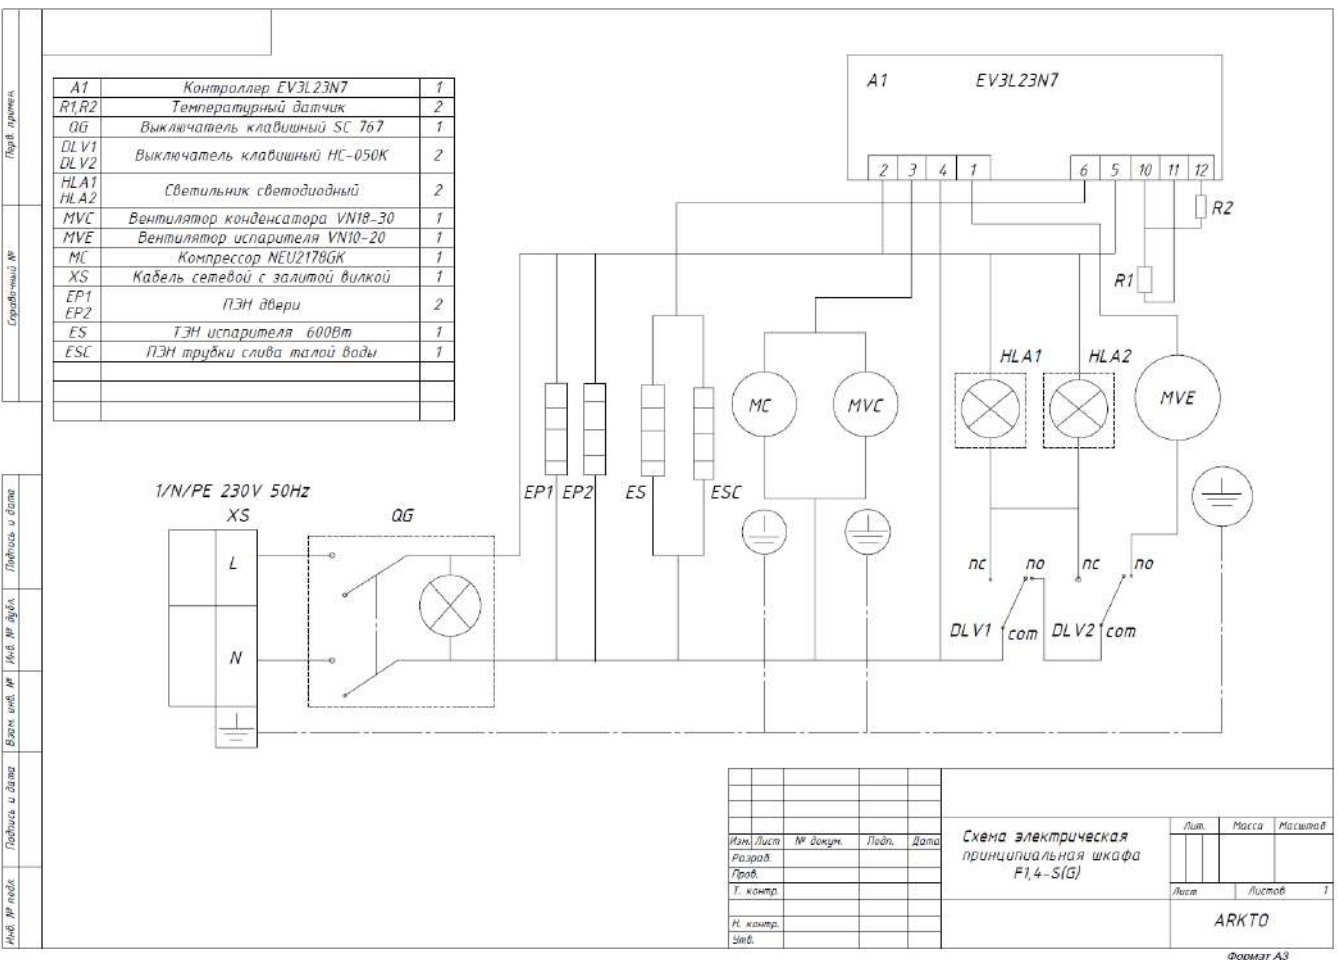 Перв. примен.
Справочный №
Подпись и дата
Инв. № дубл.
Взам. инв. №
Подпись и дата
Инв. № подл.
A1 Контроллер EV3L23N7 1
R1,R2 Температурный датчик 2
QG Выключатель клавишный SC 767 1
DLV1
DLV2 Выключатель клавишный HC-050K 2
HLA1
HLA2 Светильник светодиодный 2
MVC Вентилятор конденсатора VN18-30 1
MVE Вентилятор испарителя VN10-20 1
MC Компрессор NEU2178GK 1
XS Кабель сетевой с залитой вилкой 1
EP1
EP2 ПЭН двери 2
ES ТЭН испарителя 600Вт 1
ESC ПЭН трубки слива талой воды 1
A1 EV3L23N7
2 3 4 1 6 5 10 11 12
R2
R1
HLA1 HLA2
MC MVC MVE
EP1 EP2 ES ESC
1/N/PE 230V 50Hz
XS QG
L
N
nc no nc no
DLV1 com DLV2 com
Изм. Лист № докум. Подп. Дата
Разраб.
Пров.
Т. контр.
Н. контр.
Утв.
Схема электрическая
принципиальная шкафа
F1,4-S(G)
Лит. Масса Масштаб
Лист Листов 1
ARKTO
Формат А3